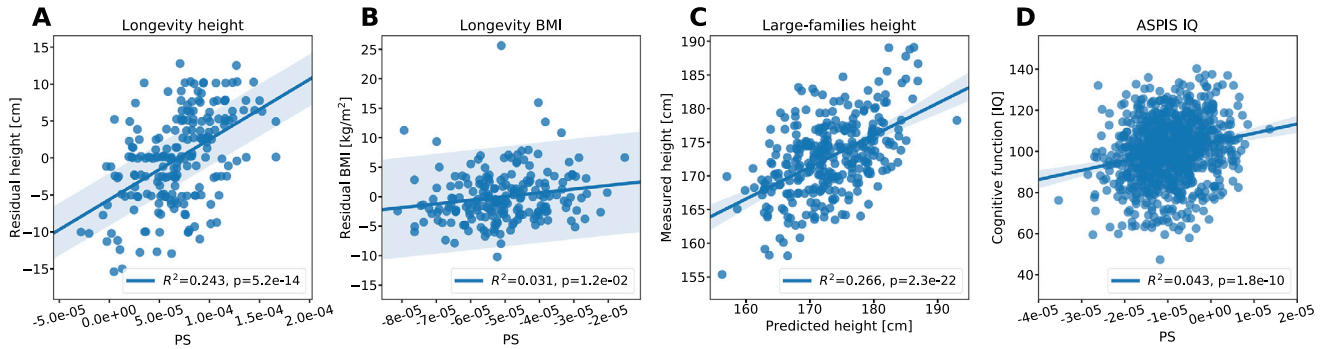 A
Longevity height
Residual height [cm]
15
10
5
0
−5
−10
−15
R²=0.243, p=5.2e-14
-5.0e-05
0.0e+00
5.0e-05
1.0e-04
1.5e-04
2.0e-04
PS
B
Longevity BMI
Residual BMI [kg/m²]
25
20
15
10
5
0
−5
−10
−15
R²=0.031, p=1.2e-02
-8e-05
-7e-05
-6e-05
-5e-05
-4e-05
-3e-05
-2e-05
PS
C
Large-families height
Measured height [cm]
190
185
180
175
170
165
160
155
R²=0.266, p=2.3e-22
160
170
180
190
Predicted height [cm]
D
ASPIS IQ
Cognitive function [IQ]
140
120
100
80
60
40
R²=0.043, p=1.8e-10
-4e-05
-3e-05
-2e-05
-1e-05
0e+00
1e-05
2e-05
PS